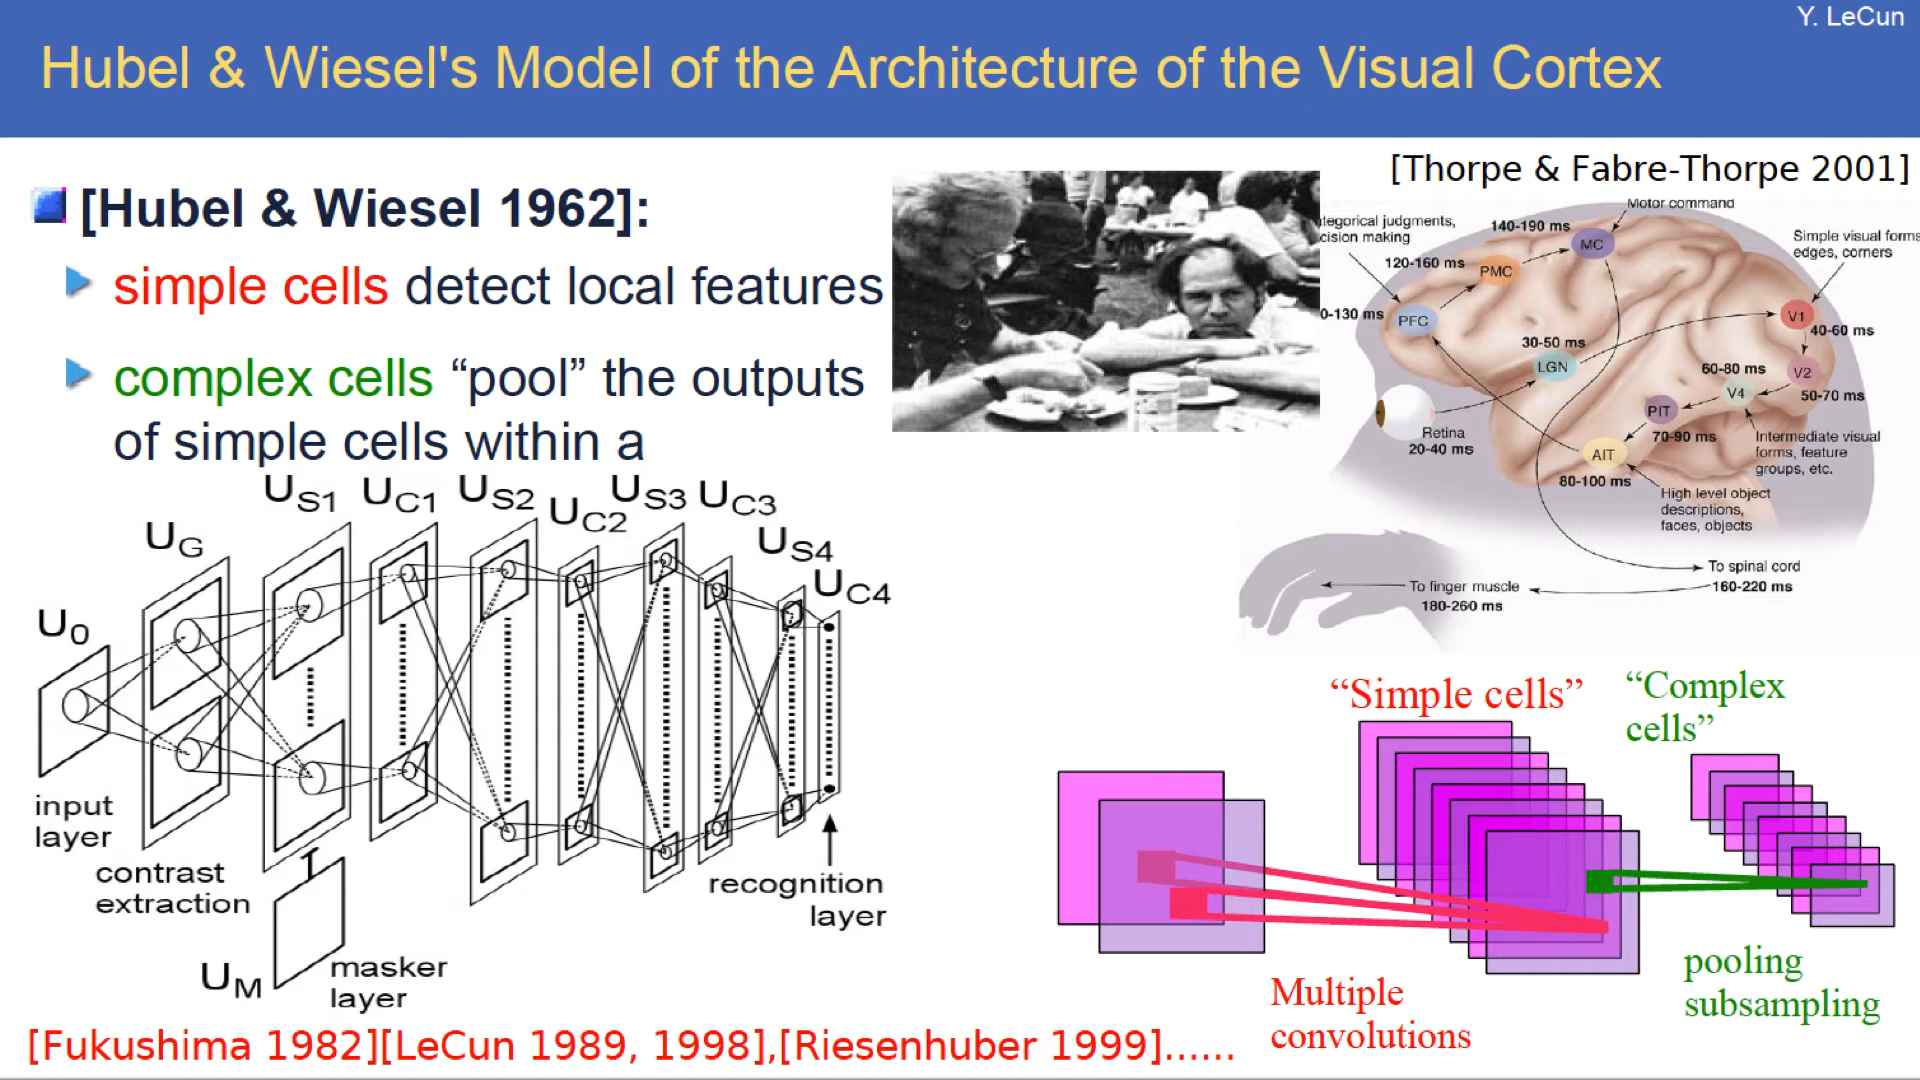 Y. LeCun
Hubel & Wiesel's Model of the Architecture of the Visual Cortex
[Hubel & Wiesel 1962]:
simple cells detect local features
complex cells “pool” the outputs
of simple cells within a
[Thorpe & Fabre-Thorpe 2001]
Motor command
tegorical judgments,
cision making
140-190 ms
MC
Simple visual forms
edges, corners
120-160 ms
PMC
0-130 ms
PFC
V1
40-60 ms
30-50 ms
LGN
60-80 ms
V2
V4
50-70 ms
PIT
Retina
20-40 ms
70-90 ms
Intermediate visual
forms, feature
groups, etc.
AIT
80-100 ms
High level object
descriptions,
faces, objects
To spinal cord
160-220 ms
To finger muscle
180-260 ms
U0
UG
US1
UC1
US2
UC2
US3
UC3
US4
UC4
input
layer
contrast
extraction
UM
masker
layer
recognition
layer
“Simple cells”
“Complex
cells”
Multiple
convolutions
pooling
subsampling
[Fukushima 1982][LeCun 1989, 1998],[Riesenhuber 1999]......